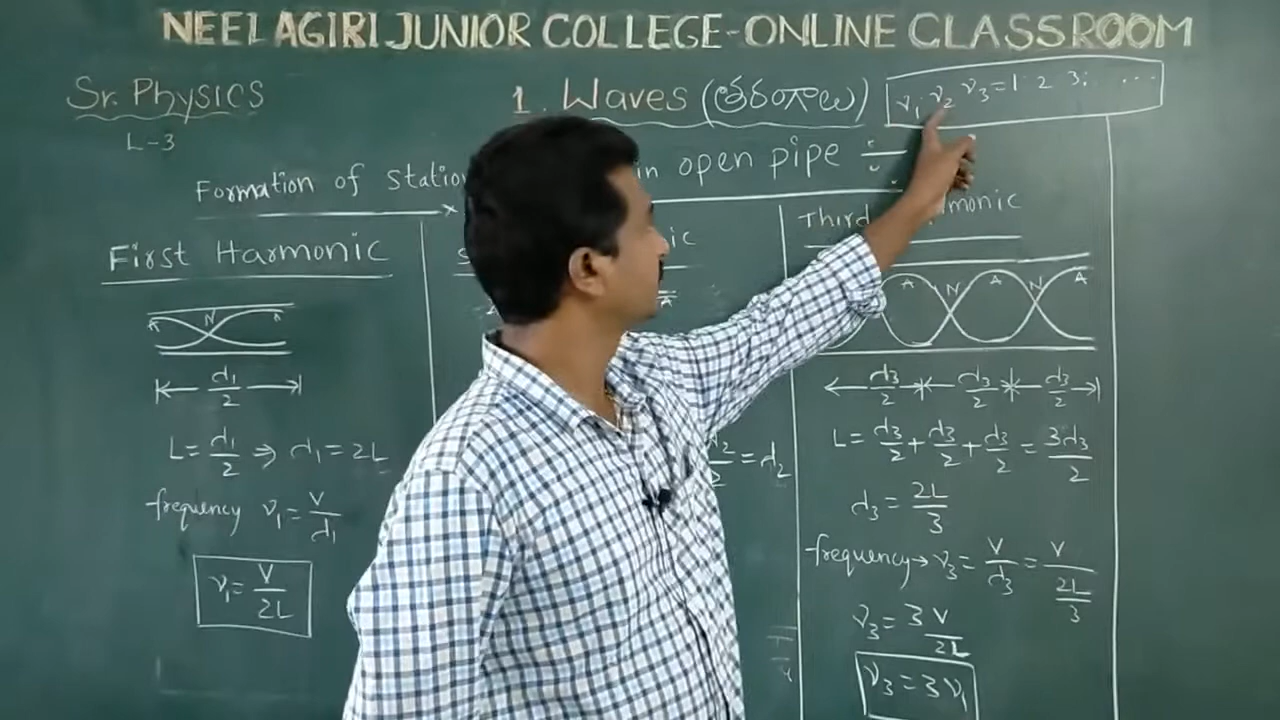 NEELAGIRI JUNIOR COLLEGE-ONLINE CLASSROOM
Sr. Physics
L-3
1. Waves (తరంగాలు)
ν₁: ν₂ ν₃ = 1: 2 3: ...
Formation of in open pipe
First Harmonic
A N A
d₁/2
L = d₁/2 ⇒ d₁ = 2L
frequency ν₁ = V/d₁
ν₁ = V/2L
= d₂
Third
A N A N A
d₃/2 d₃/2 d₃/2
L = d₃/2 + d₃/2 + d₃/2 = 3d₃/2
d₃ = 2L/3
frequency → ν₃ = V/d₃ = V/(2L/3)
ν₃ = 3 V/2L
ν₃ = 3ν₁